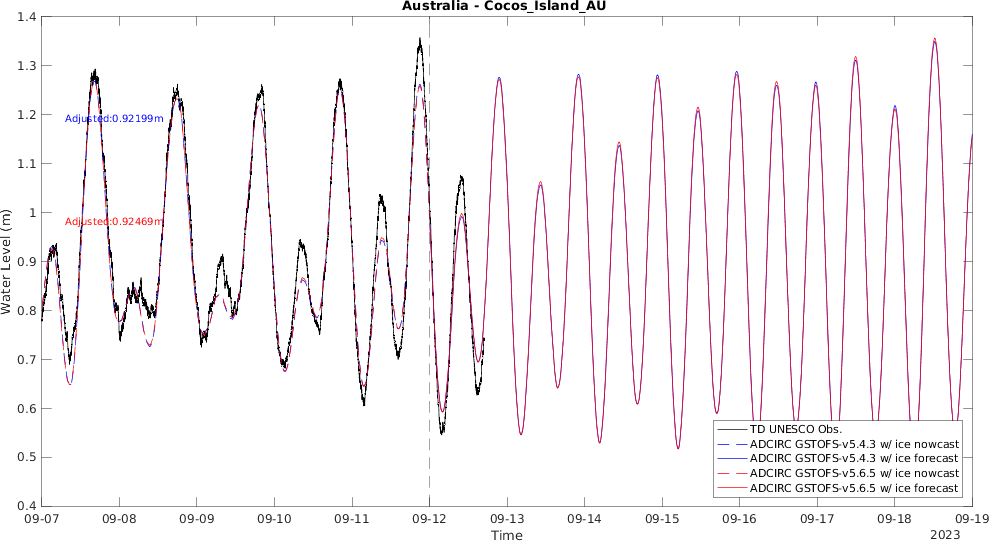 Australia - Cocos_Island_AU
1.4
1.3
1.2
1.1
1
0.9
0.8
0.7
0.6
0.5
0.4
Water Level (m)
Adjusted:0.92199m
Adjusted:0.92469m
TD UNESCO Obs.
ADCIRC GSTOFS-v5.4.3 w/ ice nowcast
ADCIRC GSTOFS-v5.4.3 w/ ice forecast
ADCIRC GSTOFS-v5.6.5 w/ ice nowcast
ADCIRC GSTOFS-v5.6.5 w/ ice forecast
09-07 09-08 09-09 09-10 09-11 09-12 09-13 09-14 09-15 09-16 09-17 09-18 09-19
Time
2023